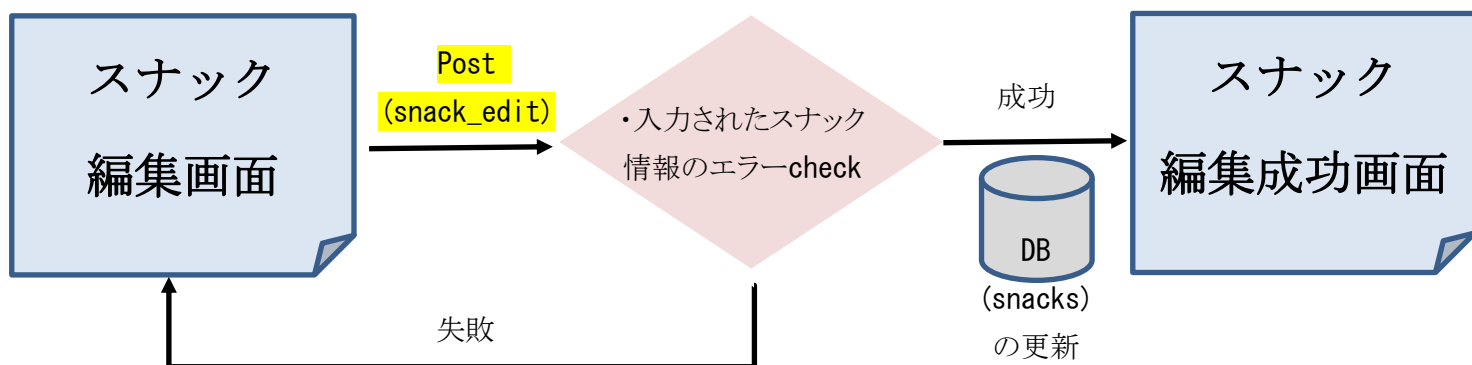 スナック
編集画面
Post
(snack_edit)
・入力されたスナック
情報のエラーcheck
成功
DB
(snacks)
の更新
スナック
編集成功画面
失敗